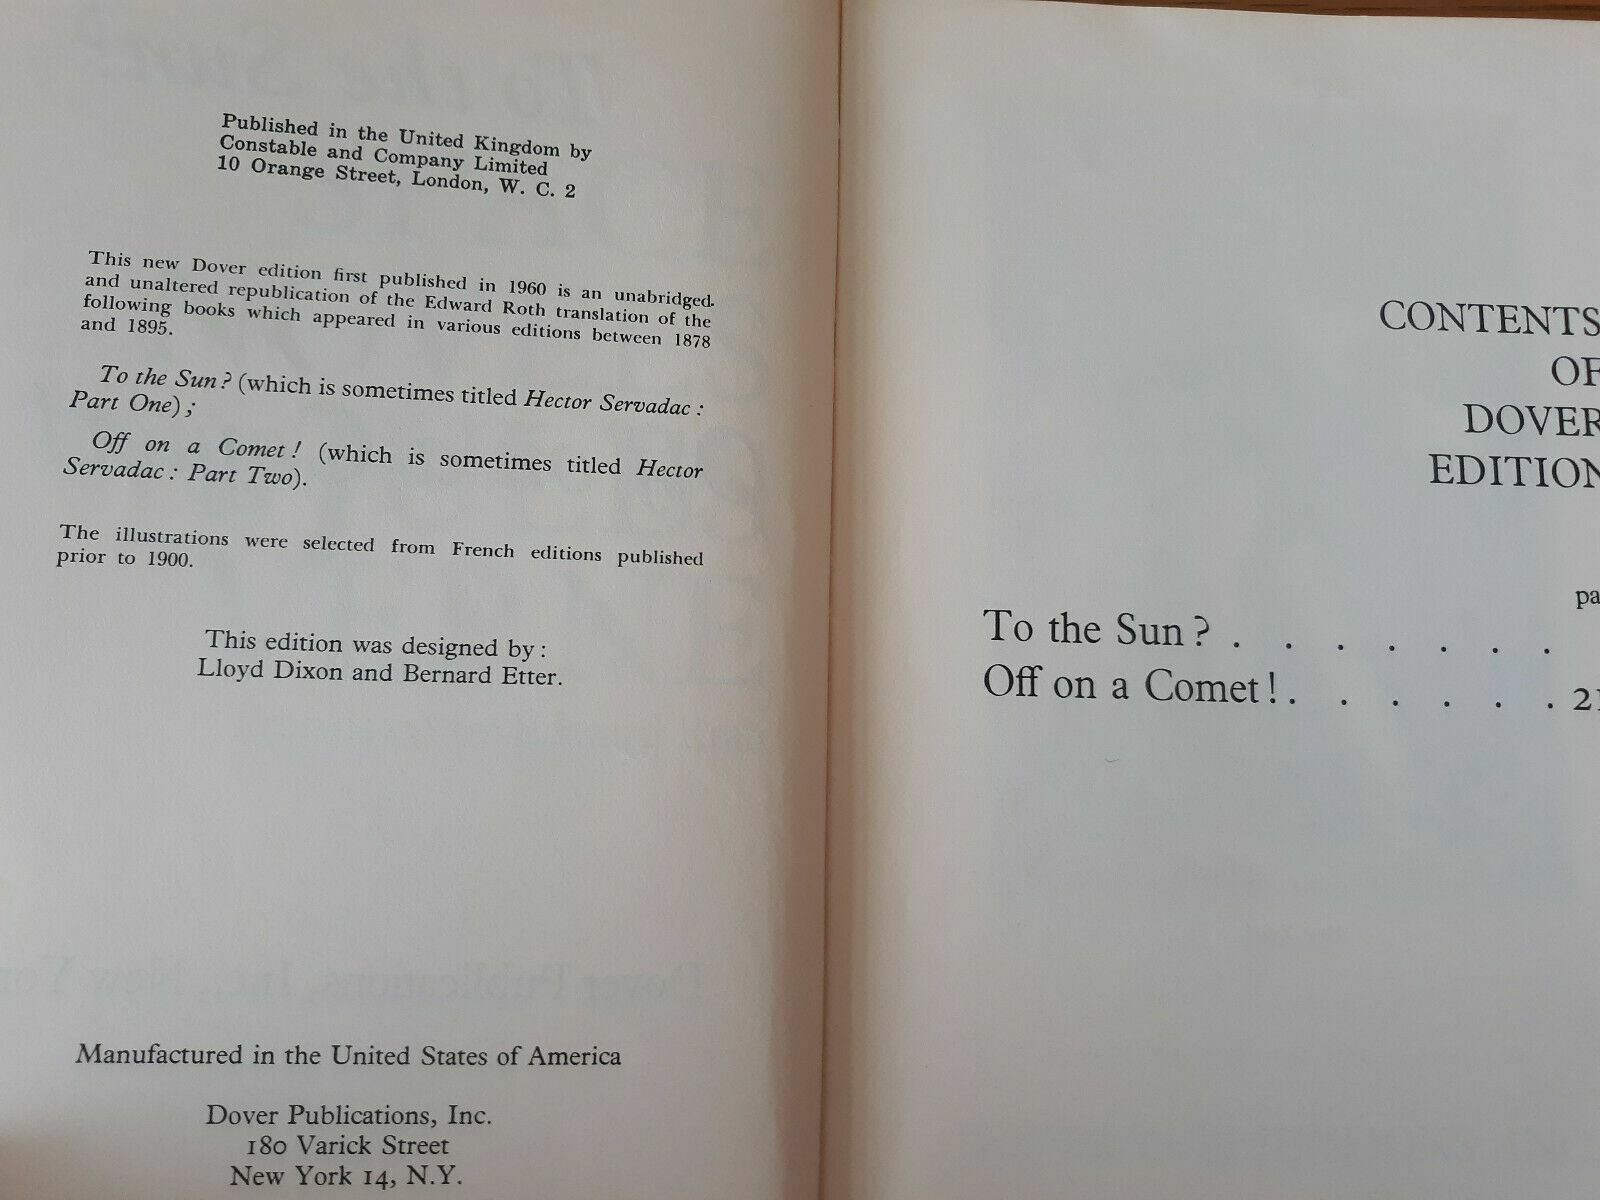 Published in the United Kingdom by
Constable and Company Limited
10 Orange Street, London, W. C. 2
This new Dover edition first published in 1960 is an unabridged
and unaltered republication of the Edward Roth translation of the
following books which appeared in various editions between 1878
and 1895.
To the Sun? (which is sometimes titled Hector Servadac:
Part One);
Off on a Comet! (which is sometimes titled Hector
Servadac: Part Two).
The illustrations were selected from French editions published
prior to 1900.
This edition was designed by:
Lloyd Dixon and Bernard Etter.
Manufactured in the United States of America
Dover Publications, Inc.
180 Varick Street
New York 14, N.Y.
CONTENTS
OF
DOVER
EDITION
To the Sun? . . . . . . .
Off on a Comet! . . . . . .